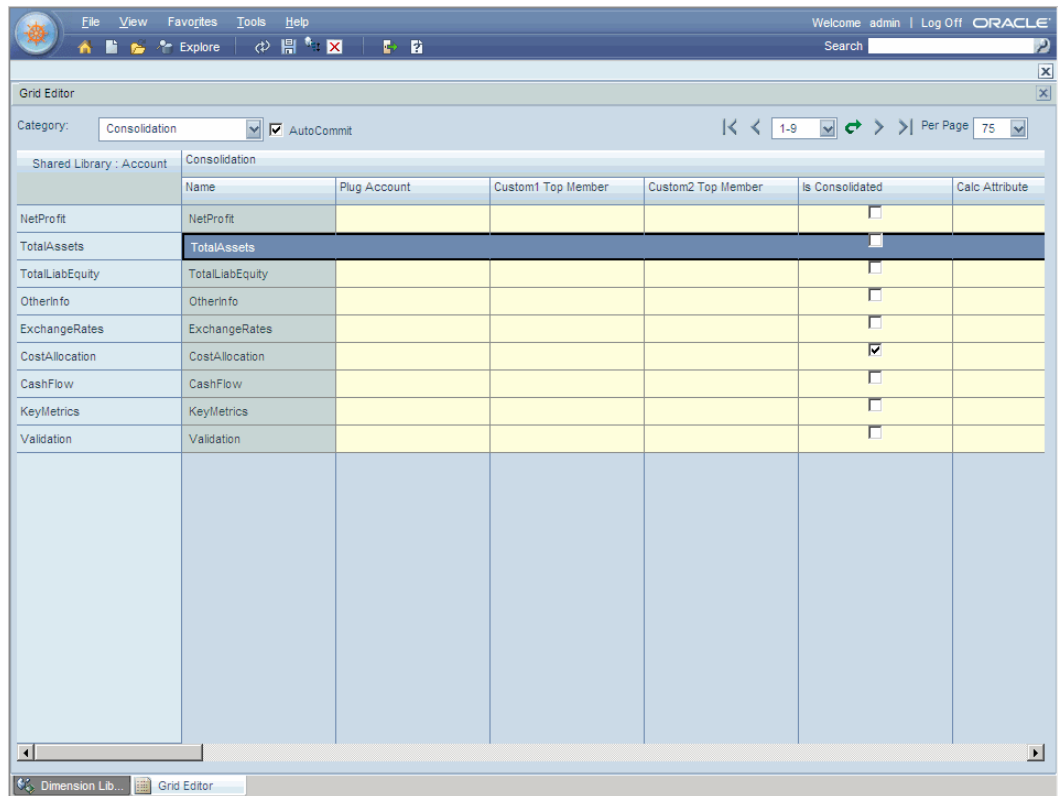 File View Favorites Tools Help Welcome admin | Log Off ORACLE
Explore Search
Grid Editor
Category: Consolidation AutoCommit 1-9 Per Page 75
Shared Library : Account Consolidation
Name Plug Account Custom1 Top Member Custom2 Top Member Is Consolidated Calc Attribute
NetProfit NetProfit
TotalAssets TotalAssets
TotalLiabEquity TotalLiabEquity
OtherInfo OtherInfo
ExchangeRates ExchangeRates
CostAllocation CostAllocation
CashFlow CashFlow
KeyMetrics KeyMetrics
Validation Validation
Dimension Lib... Grid Editor